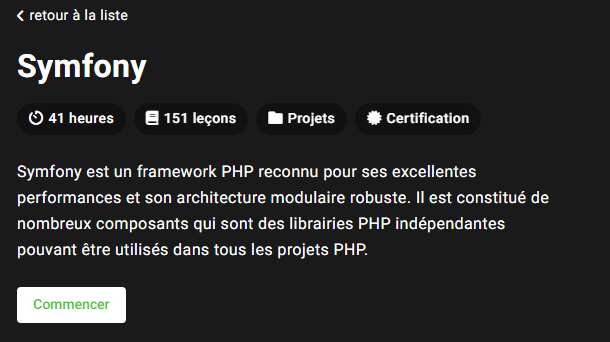 retour à la liste
Symfony
41 heures 151 leçons Projets Certification
Symfony est un framework PHP reconnu pour ses excellentes
performances et son architecture modulaire robuste. Il est constitué de
nombreux composants qui sont des librairies PHP indépendantes
pouvant être utilisés dans tous les projets PHP.
Commencer